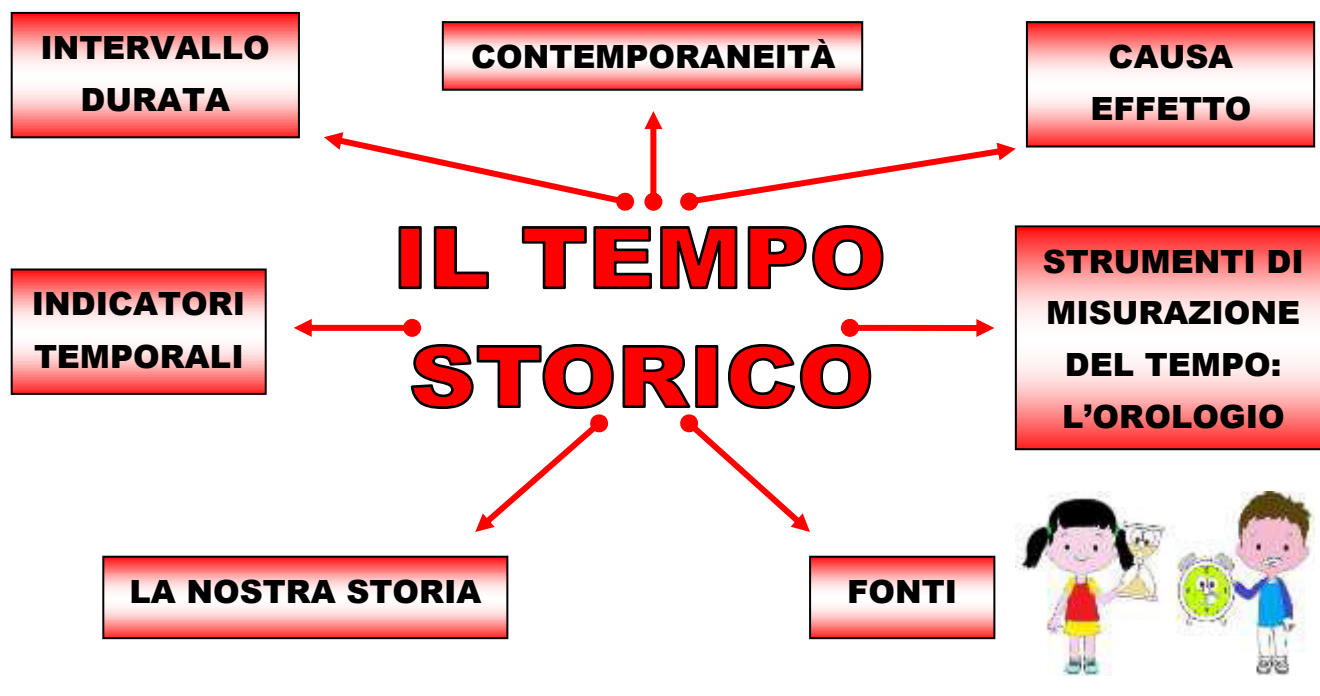 INTERVALLO
DURATA
CONTEMPORANEITÀ
CAUSA
EFFETTO
IL TEMPO
STORICO
INDICATORI
TEMPORALI
STRUMENTI DI
MISURAZIONE
DEL TEMPO:
L’OROLOGIO
LA NOSTRA STORIA
FONTI